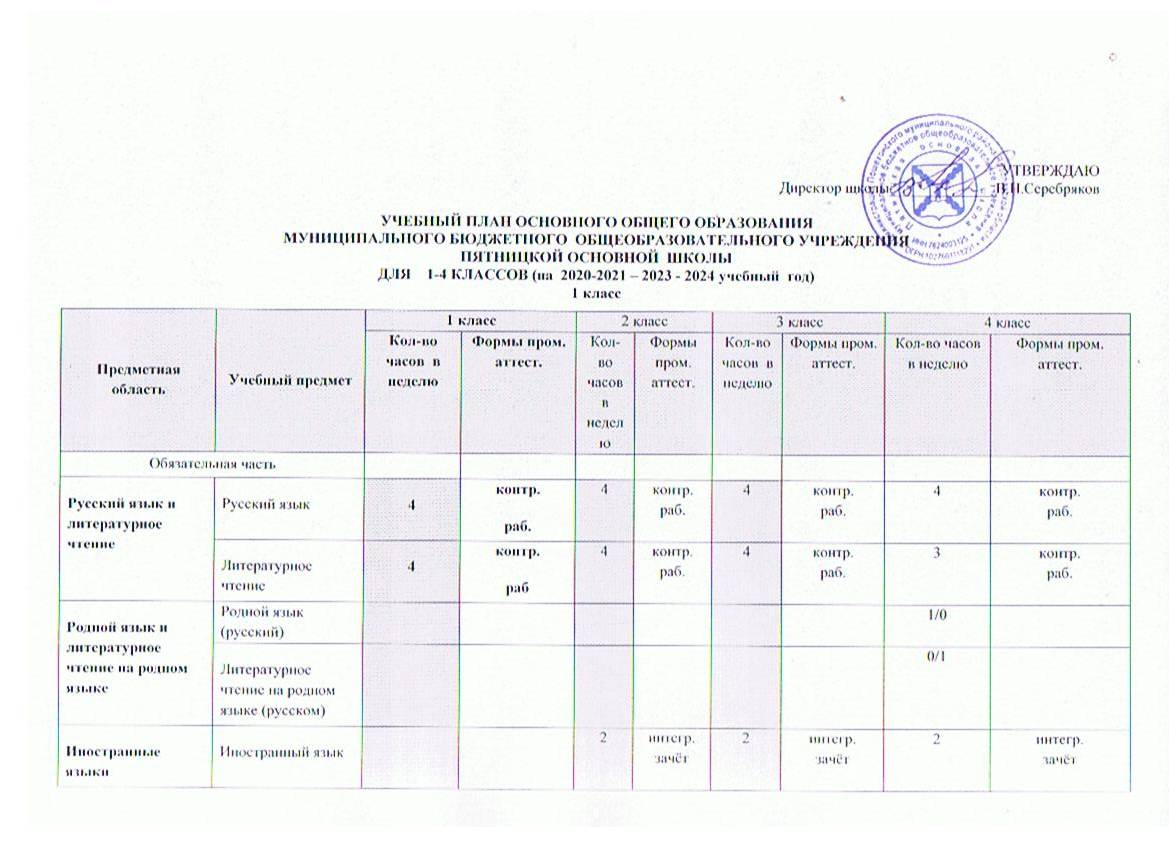 УТВЕРЖДАЮ
Директор школы В.Н.Серебряков
УЧЕБНЫЙ ПЛАН ОСНОВНОГО ОБЩЕГО ОБРАЗОВАНИЯ
МУНИЦИПАЛЬНОГО БЮДЖЕТНОГО ОБЩЕОБРАЗОВАТЕЛЬНОГО УЧРЕЖДЕНИЯ
ПЯТНИЦКОЙ ОСНОВНОЙ ШКОЛЫ
ДЛЯ 1-4 КЛАССОВ (на 2020-2021 – 2023 - 2024 учебный год)
1 класс
Предметная область
Учебный предмет
1 класс 2 класс 3 класс 4 класс
Кол-во часов в неделю
Формы пром. аттест.
Кол-во часов в неделю
Формы пром. аттест.
Кол-во часов в неделю
Формы пром. аттест.
Кол-во часов в неделю
Формы пром. аттест.
Обязательная часть
Русский язык и литературное чтение
Русский язык 4 контр. раб. 4 контр. раб. 4 контр. раб. 4 контр. раб.
Литературное чтение 4 контр. раб 4 контр. раб. 4 контр. раб. 3 контр. раб.
Родной язык и литературное чтение на родном языке
Родной язык (русский) 1/0
Литературное чтение на родном языке (русском) 0/1
Иностранные языки
Иностранный язык 2 интегр. зачёт 2 интегр. зачёт 2 интегр. зачёт